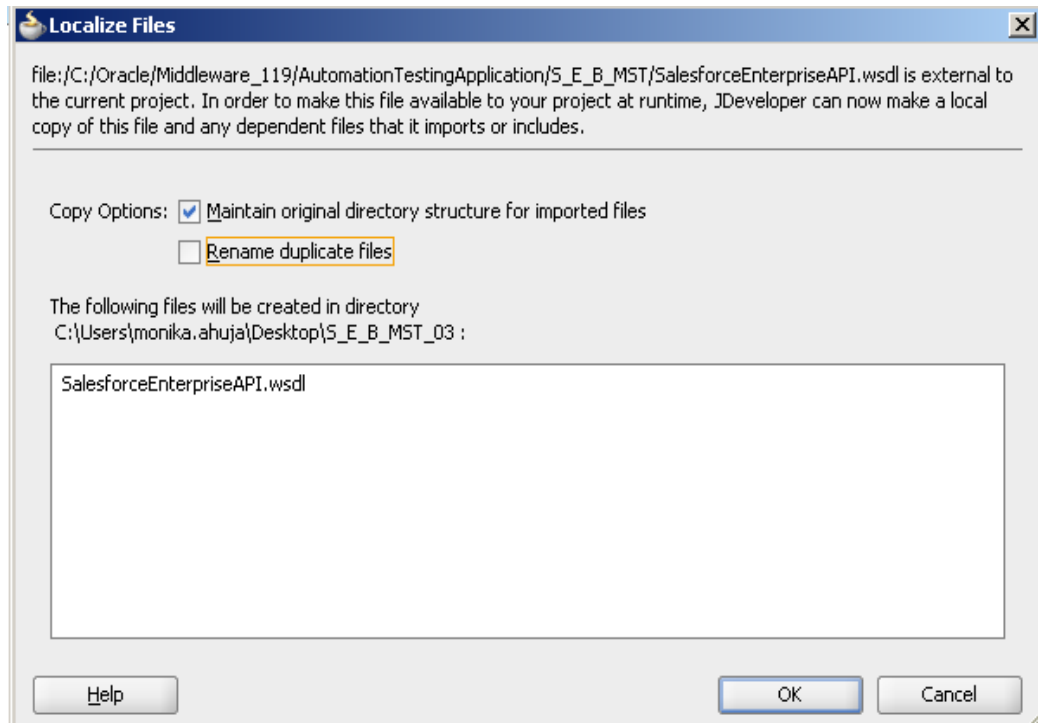 Localize Files
file:/C:/Oracle/Middleware_119/AutomationTestingApplication/S_E_B_MST/SalesforceEnterpriseAPI.wsdl is external to
the current project. In order to make this file available to your project at runtime, JDeveloper can now make a local
copy of this file and any dependent files that it imports or includes.
Copy Options: Maintain original directory structure for imported files
Rename duplicate files
The following files will be created in directory
C:\Users\monika.ahuja\Desktop\S_E_B_MST_03 :
SalesforceEnterpriseAPI.wsdl
Help OK Cancel